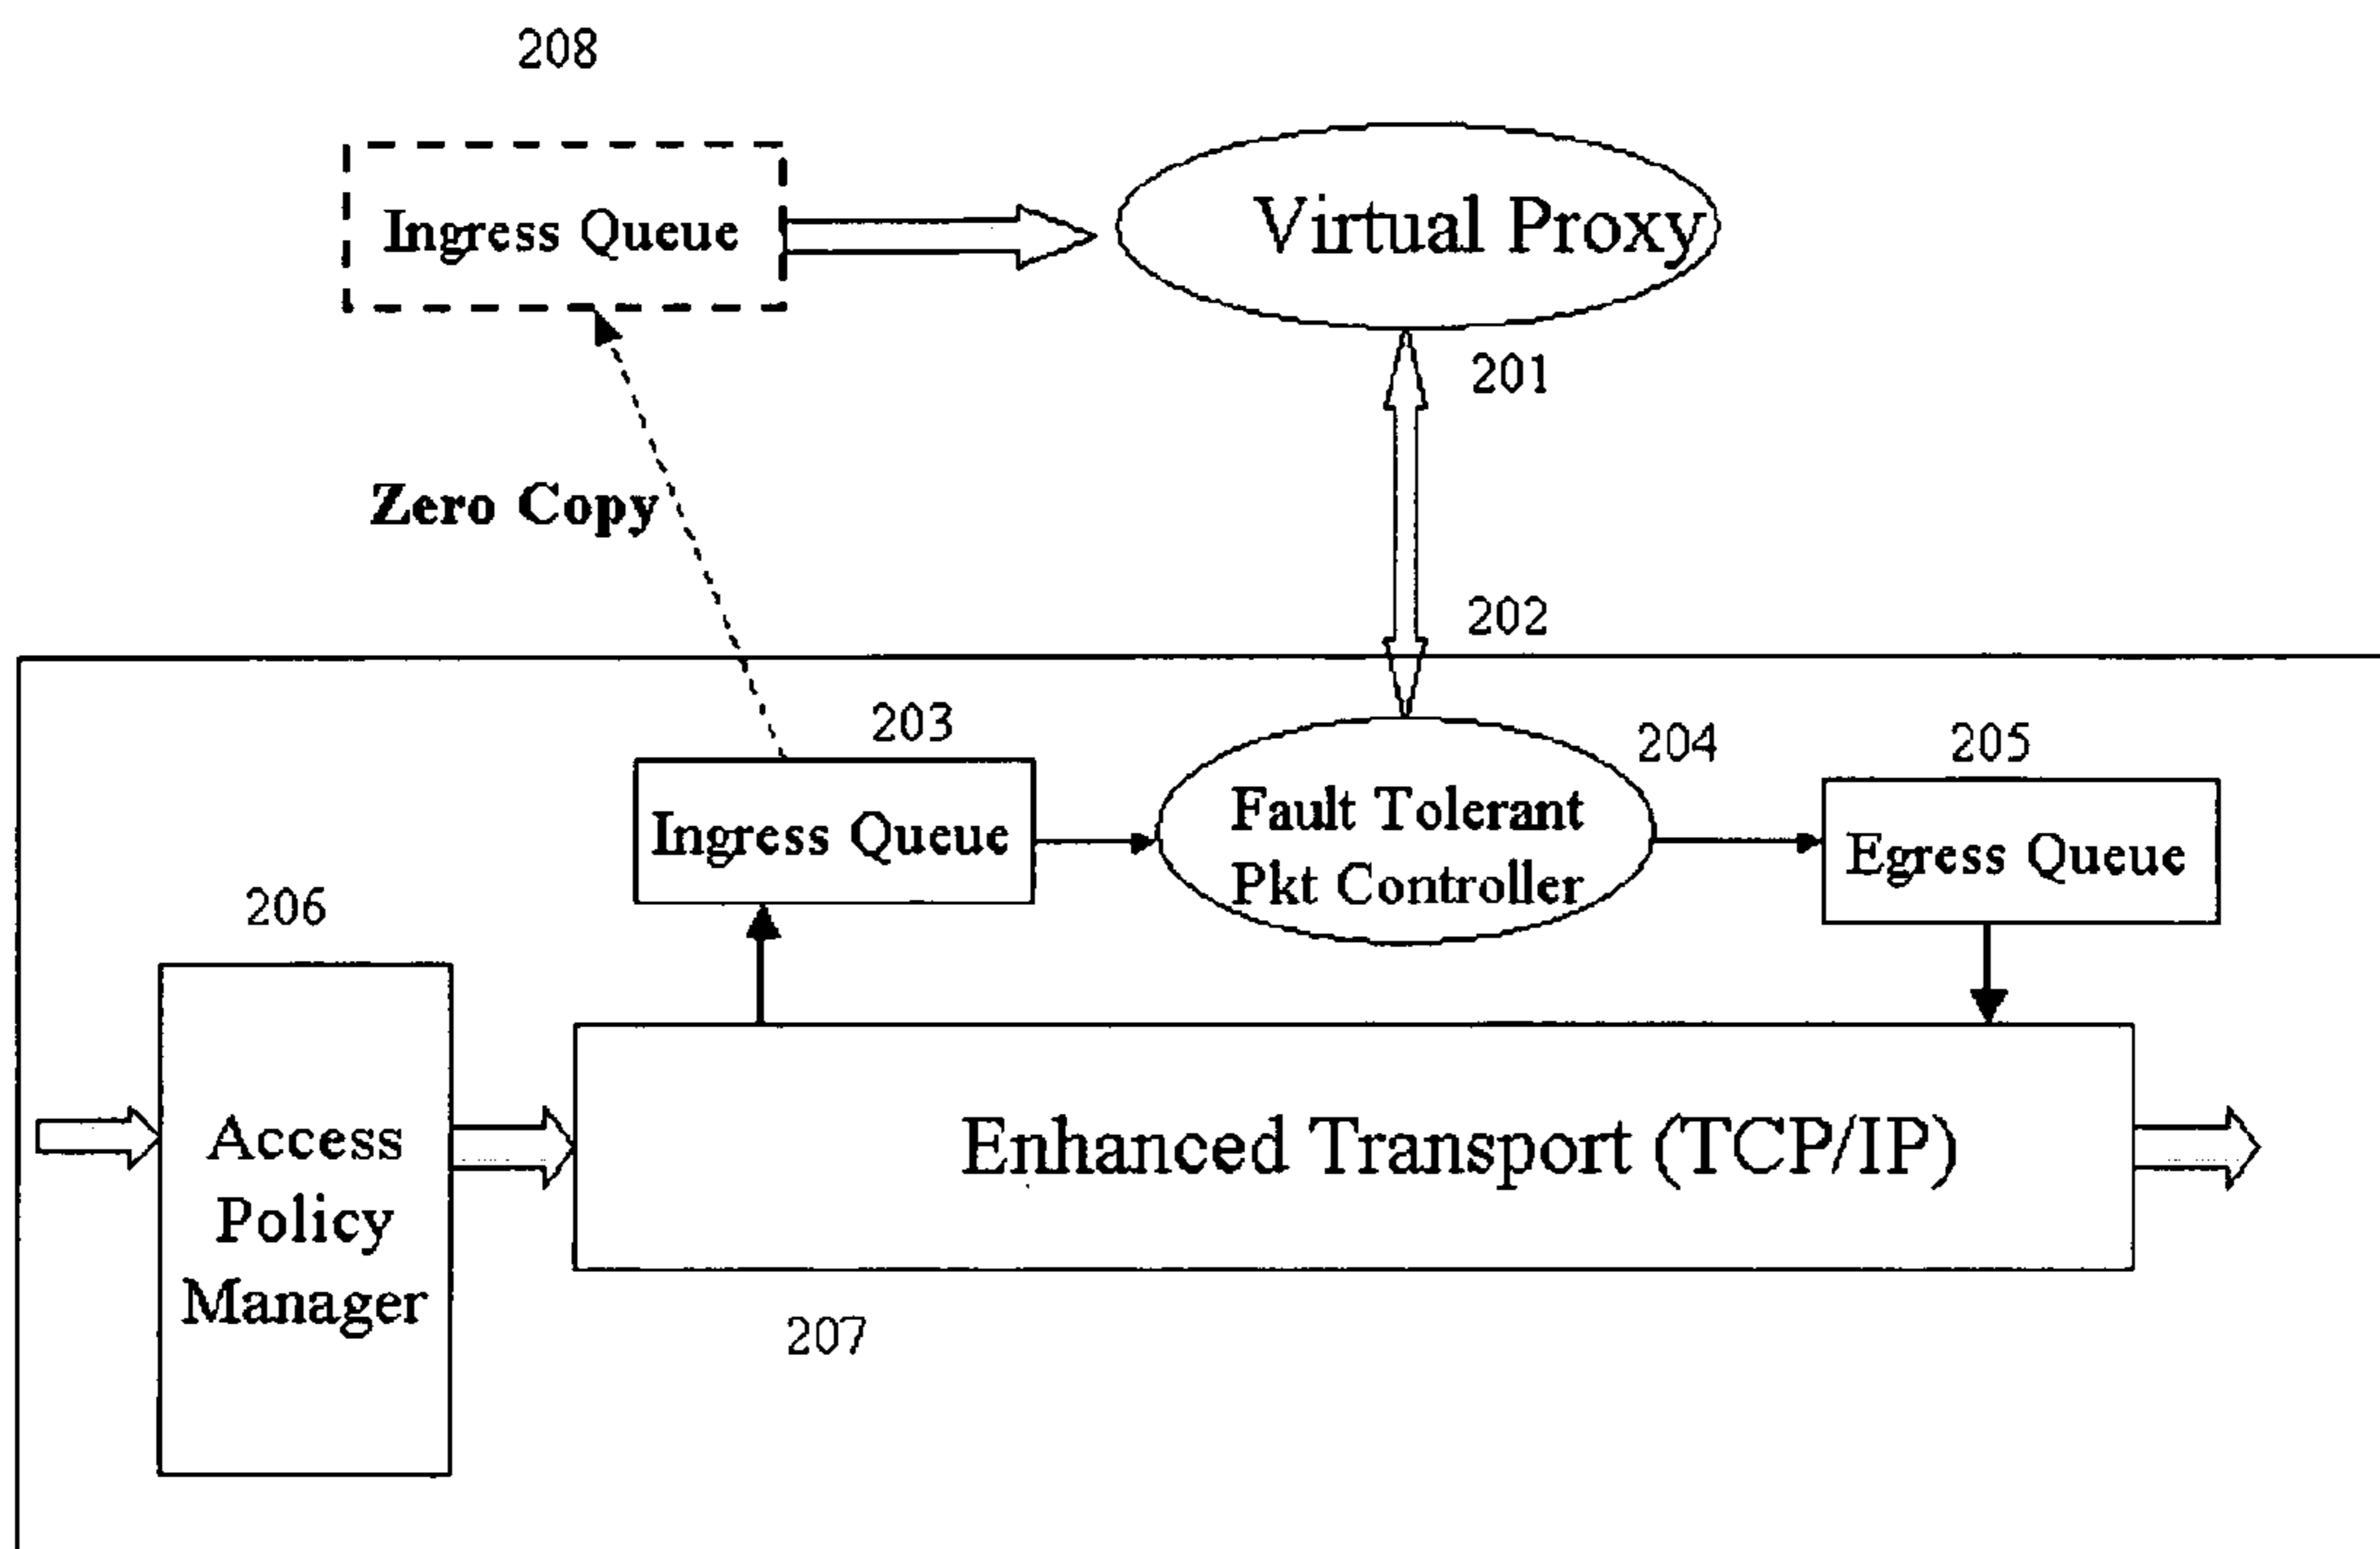 208
Ingress Queue
Virtual Proxy
201
Zero Copy
202
203
204
205
Ingress Queue
Fault Tolerant
Pkt Controller
Egress Queue
206
Access
Policy
Manager
Enhanced Transport (TCP/IP)
207